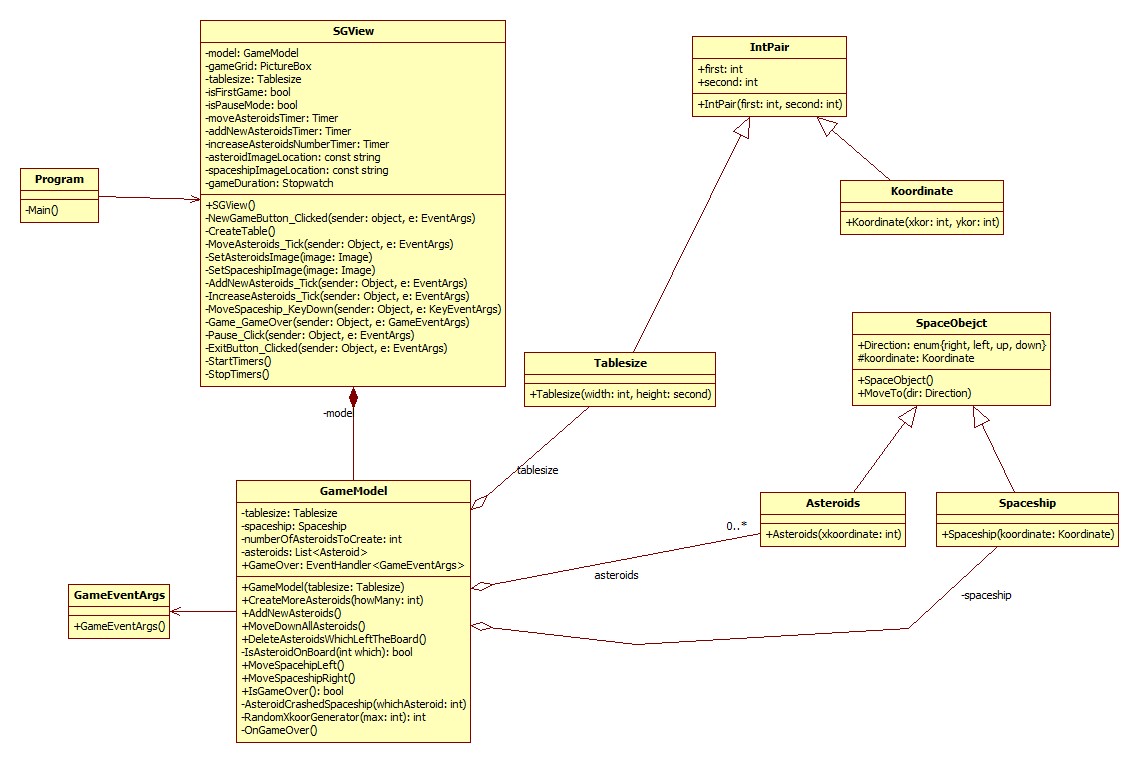 SGView
-model: GameModel
-gameGrid: PictureBox
-tablesize: Tablesize
-isFirstGame: bool
-isPauseMode: bool
-moveAsteroidsTimer: Timer
-addNewAsteroidsTimer: Timer
-increaseAsteroidsNumberTimer: Timer
-asteroidImageLocation: const string
-spaceshipImageLocation: const string
-gameDuration: Stopwatch
+SGView()
-NewGameButton_Clicked(sender: object, e: EventArgs)
-CreateTable()
-MoveAsteroids_Tick(sender: Object, e: EventArgs)
-SetAsteroidsImage(image: Image)
-SetSpaceshipImage(image: Image)
-AddNewAsteroids_Tick(sender: Object, e: EventArgs)
-IncreaseAsteroids_Tick(sender: Object, e: EventArgs)
-MoveSpaceship_KeyDown(sender: Object, e: KeyEventArgs)
-Game_GameOver(sender: Object, e: GameEventArgs)
-Pause_Click(sender: Object, e: EventArgs)
-ExitButton_Clicked(sender: Object, e: EventArgs)
-StartTimers()
-StopTimers()
IntPair
+first: int
+second: int
+IntPair(first: int, second: int)
Program
-Main()
Koordinate
+Koordinate(xkor: int, ykor: int)
SpaceObejct
+Direction: enum{right, left, up, down}
#koordinate: Koordinate
+SpaceObject()
+MoveTo(dir: Direction)
Tablesize
+Tablesize(width: int, height: second)
-model
tablesize
GameModel
-tablesize: Tablesize
-spaceship: Spaceship
-numberOfAsteroidsToCreate: int
-asteroids: List<Asteroid>
+GameOver: EventHandler<GameEventArgs>
+GameModel(tablesize: Tablesize)
+CreateMoreAsteroids(howMany: int)
+AddNewAsteroids()
+MoveDownAllAsteroids()
+DeleteAsteroidsWhichLeftTheBoard()
-IsAsteroidOnBoard(int which): bool
+MoveSpacehipLeft()
+MoveSpaceshipRight()
+IsGameOver(): bool
-AsteroidCrashedSpaceship(whichAsteroid: int)
-RandomXkoorGenerator(max: int): int
-OnGameOver()
Asteroids
+Asteroids(xkoordinate: int)
Spaceship
+Spaceship(koordinate: Koordinate)
0..*
asteroids
-spaceship
GameEventArgs
+GameEventArgs()